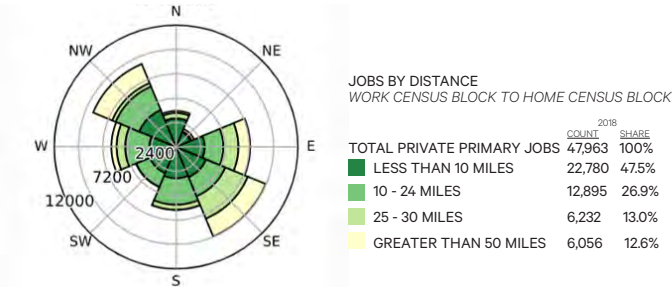 N
NW
NE
W
E
2400
7200
12000
SW
SE
S
JOBS BY DISTANCE
WORK CENSUS BLOCK TO HOME CENSUS BLOCK
2018
COUNT SHARE
TOTAL PRIVATE PRIMARY JOBS 47,963 100%
LESS THAN 10 MILES 22,780 47.5%
10 - 24 MILES 12,895 26.9%
25 - 30 MILES 6,232 13.0%
GREATER THAN 50 MILES 6,056 12.6%